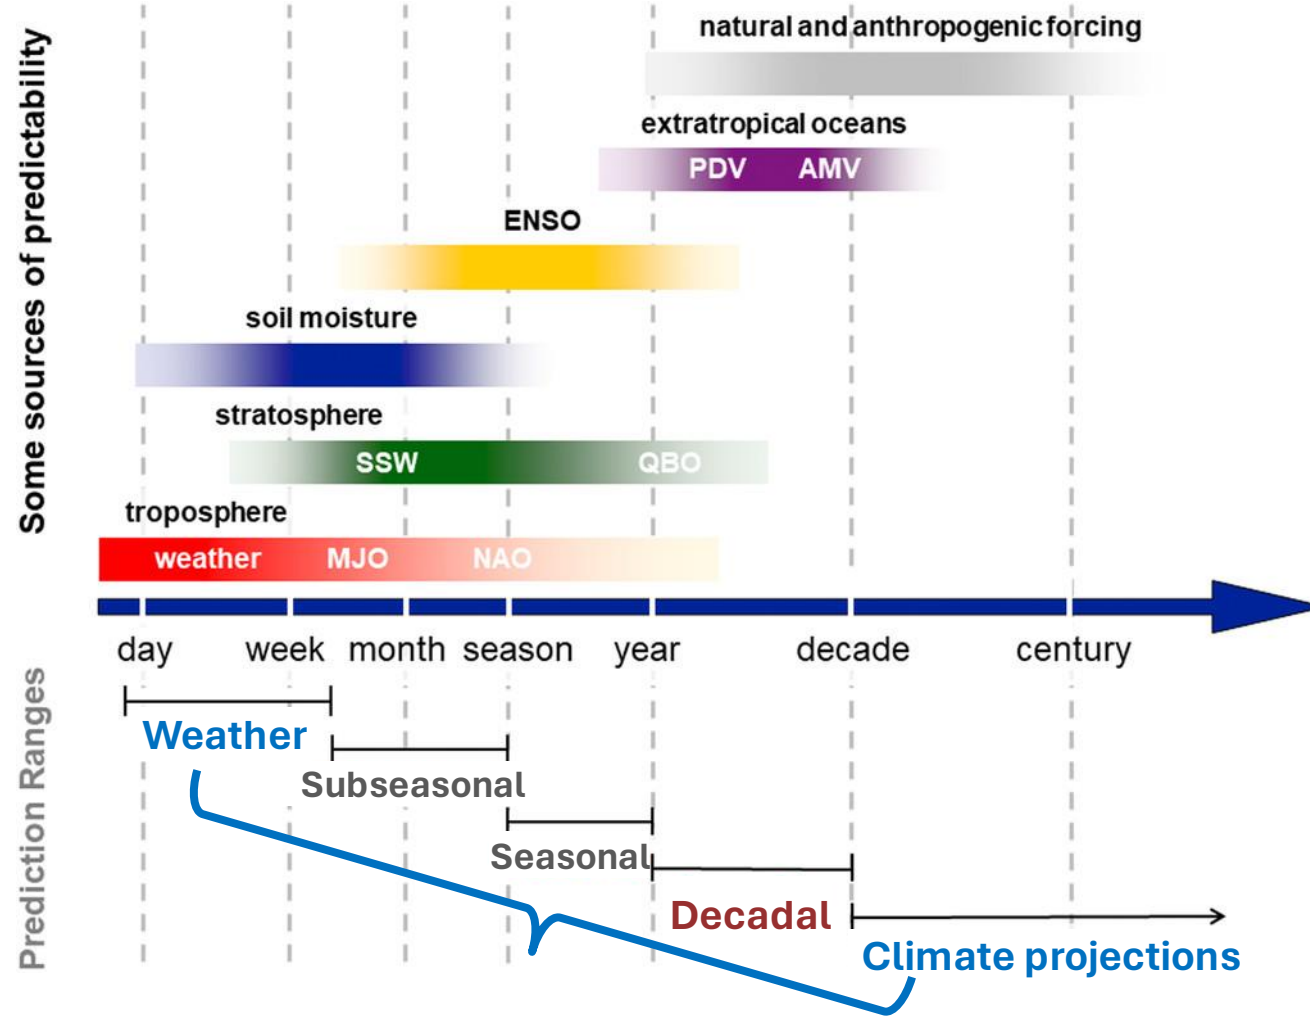 Some sources of predictability
natural and anthropogenic forcing
extratropical oceans
PDV AMV
ENSO
soil moisture
stratosphere
SSW QBO
troposphere
weather MJO NAO
day week month season year decade century
Prediction Ranges
Weather
Subseasonal
Seasonal
Decadal
Climate projections